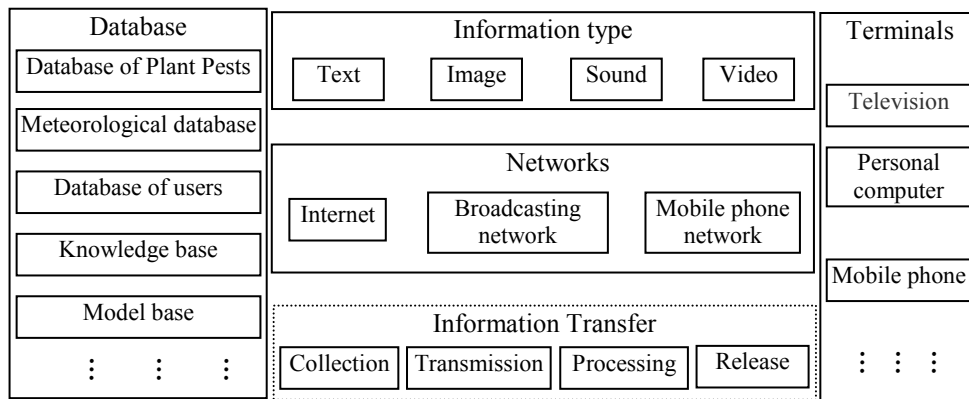 Database
Database of Plant Pests
Meteorological database
Database of users
Knowledge base
Model base
Information type
Text
Image
Sound
Video
Networks
Internet
Broadcasting
network
Mobile phone
network
Information Transfer
Collection
Transmission
Processing
Release
Terminals
Television
Personal
computer
Mobile phone